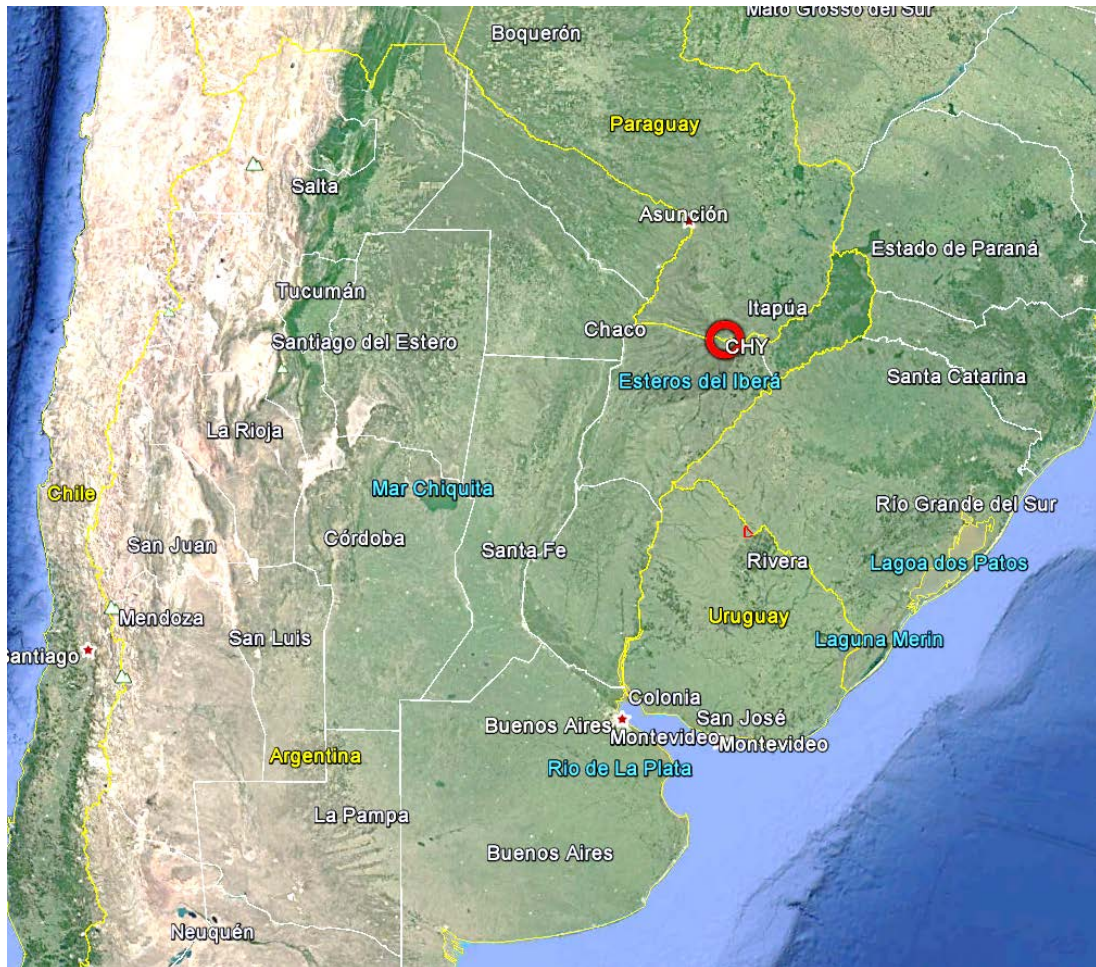 Mato Grosso del Sur
Boquerón
Paraguay
Salta
Asunción
Estado de Paraná
Tucumán
Itapúa
Chaco
Santiago del Estero
CHY
Esteros del Iberá
Santa Catarina
La Rioja
Mar Chiquita
Chile
Río Grande del Sur
San Juan
Córdoba
Santa Fe
Rivera
Lagoa dos Patos
Mendoza
Uruguay
San Luis
Laguna Merin
Santiago
Colonia
San José
Buenos Aires
Montevideo
Montevideo
Argentina
Rio de La Plata
La Pampa
Buenos Aires
Neuquén